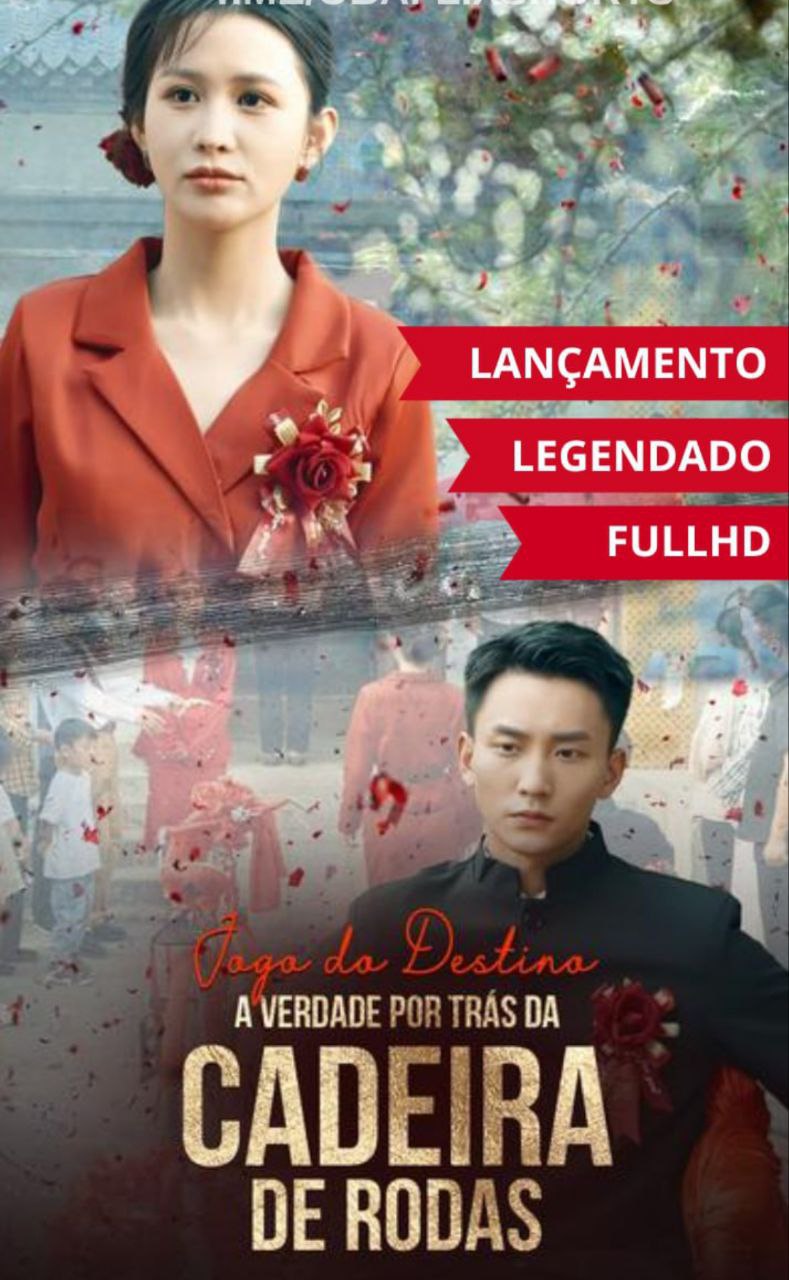 LANÇAMENTO
LEGENDADO
FULLHD
Jogo do Destino
A VERDADE POR TRÁS DA
CADEIRA
DE RODAS